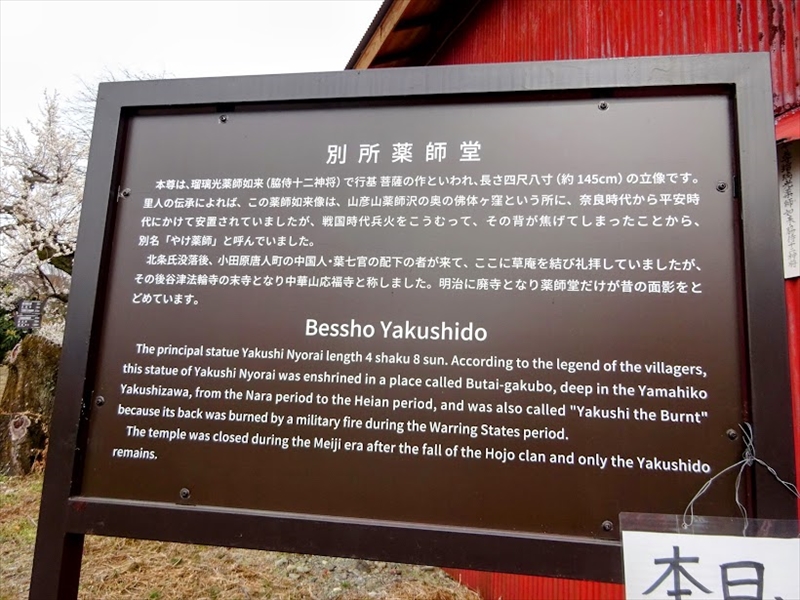 別所薬師堂
本尊は、瑠璃光薬師如来(脇侍十二神将)で行基 菩薩の作といわれ、長さ四尺八寸(約145cm)の立像です。
里人の伝承によれば、この薬師如来像は、山彦山薬師沢の奥の佛体ヶ窪という所に、奈良時代から平安時
代にかけて安置されていましたが、戦国時代兵火をこうむって、その背が焦げてしまったことから、
別名「やけ薬師」と呼んでいました。
北条氏没落後、小田原唐人町の中国人・葉七官の配下の者が来て、ここに草庵を結び礼拝していましたが、
その後谷津法輪寺の末寺となり中華山応福寺と称しました。明治に廃寺となり薬師堂だけが昔の面影をと
どめています。
Bessho Yakushido
The principal statue Yakushi Nyorai length 4 shaku 8 sun. According to the legend of the villagers,
this statue of Yakushi Nyorai was enshrined in a place called Butai-gakubo, deep in the Yamahiko
Yakushizawa, from the Nara period to the Heian period, and was also called "Yakushi the Burnt"
because its back was burned by a military fire during the Warring States period.
The temple was closed during the Meiji era after the fall of the Hojo clan and only the Yakushido
remains.
本日、